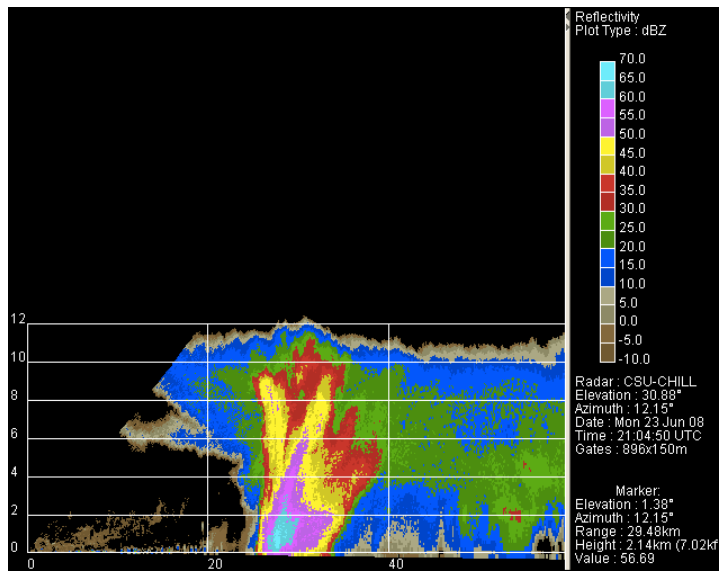 Reflectivity
Plot Type : dBZ
70.0
65.0
60.0
55.0
50.0
45.0
40.0
35.0
30.0
25.0
20.0
15.0
10.0
5.0
0.0
-5.0
-10.0
Radar : CSU-CHILL
Elevation : 30.88°
Azimuth : 12.15°
Date : Mon 23 Jun 08
Time : 21:04:50 UTC
Gates : 896x150m
Marker:
Elevation : 1.38°
Azimuth : 12.15°
Range : 29.48km
Height : 2.14km (7.02kf
Value : 56.69
12
10
8
6
4
2
0
0
20
40